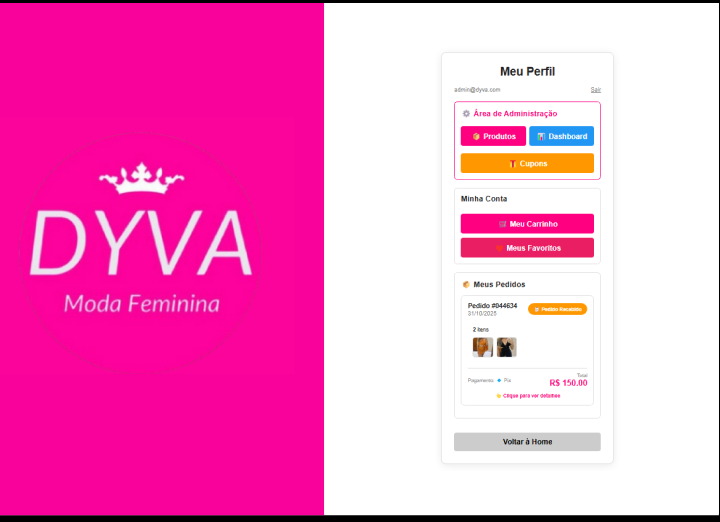 DYVA
Moda Feminina
Meu Perfil
admin@dyva.com Sair
Área de Administração
Produtos Dashboard
Cupons
Minha Conta
Meu Carrinho
Meus Favoritos
Meus Pedidos
Pedido #044634
31/10/2025
Pedido Recebido
2 itens
Pagamento: Pix
Total
R$ 150.00
Clique para ver detalhes
Voltar à Home